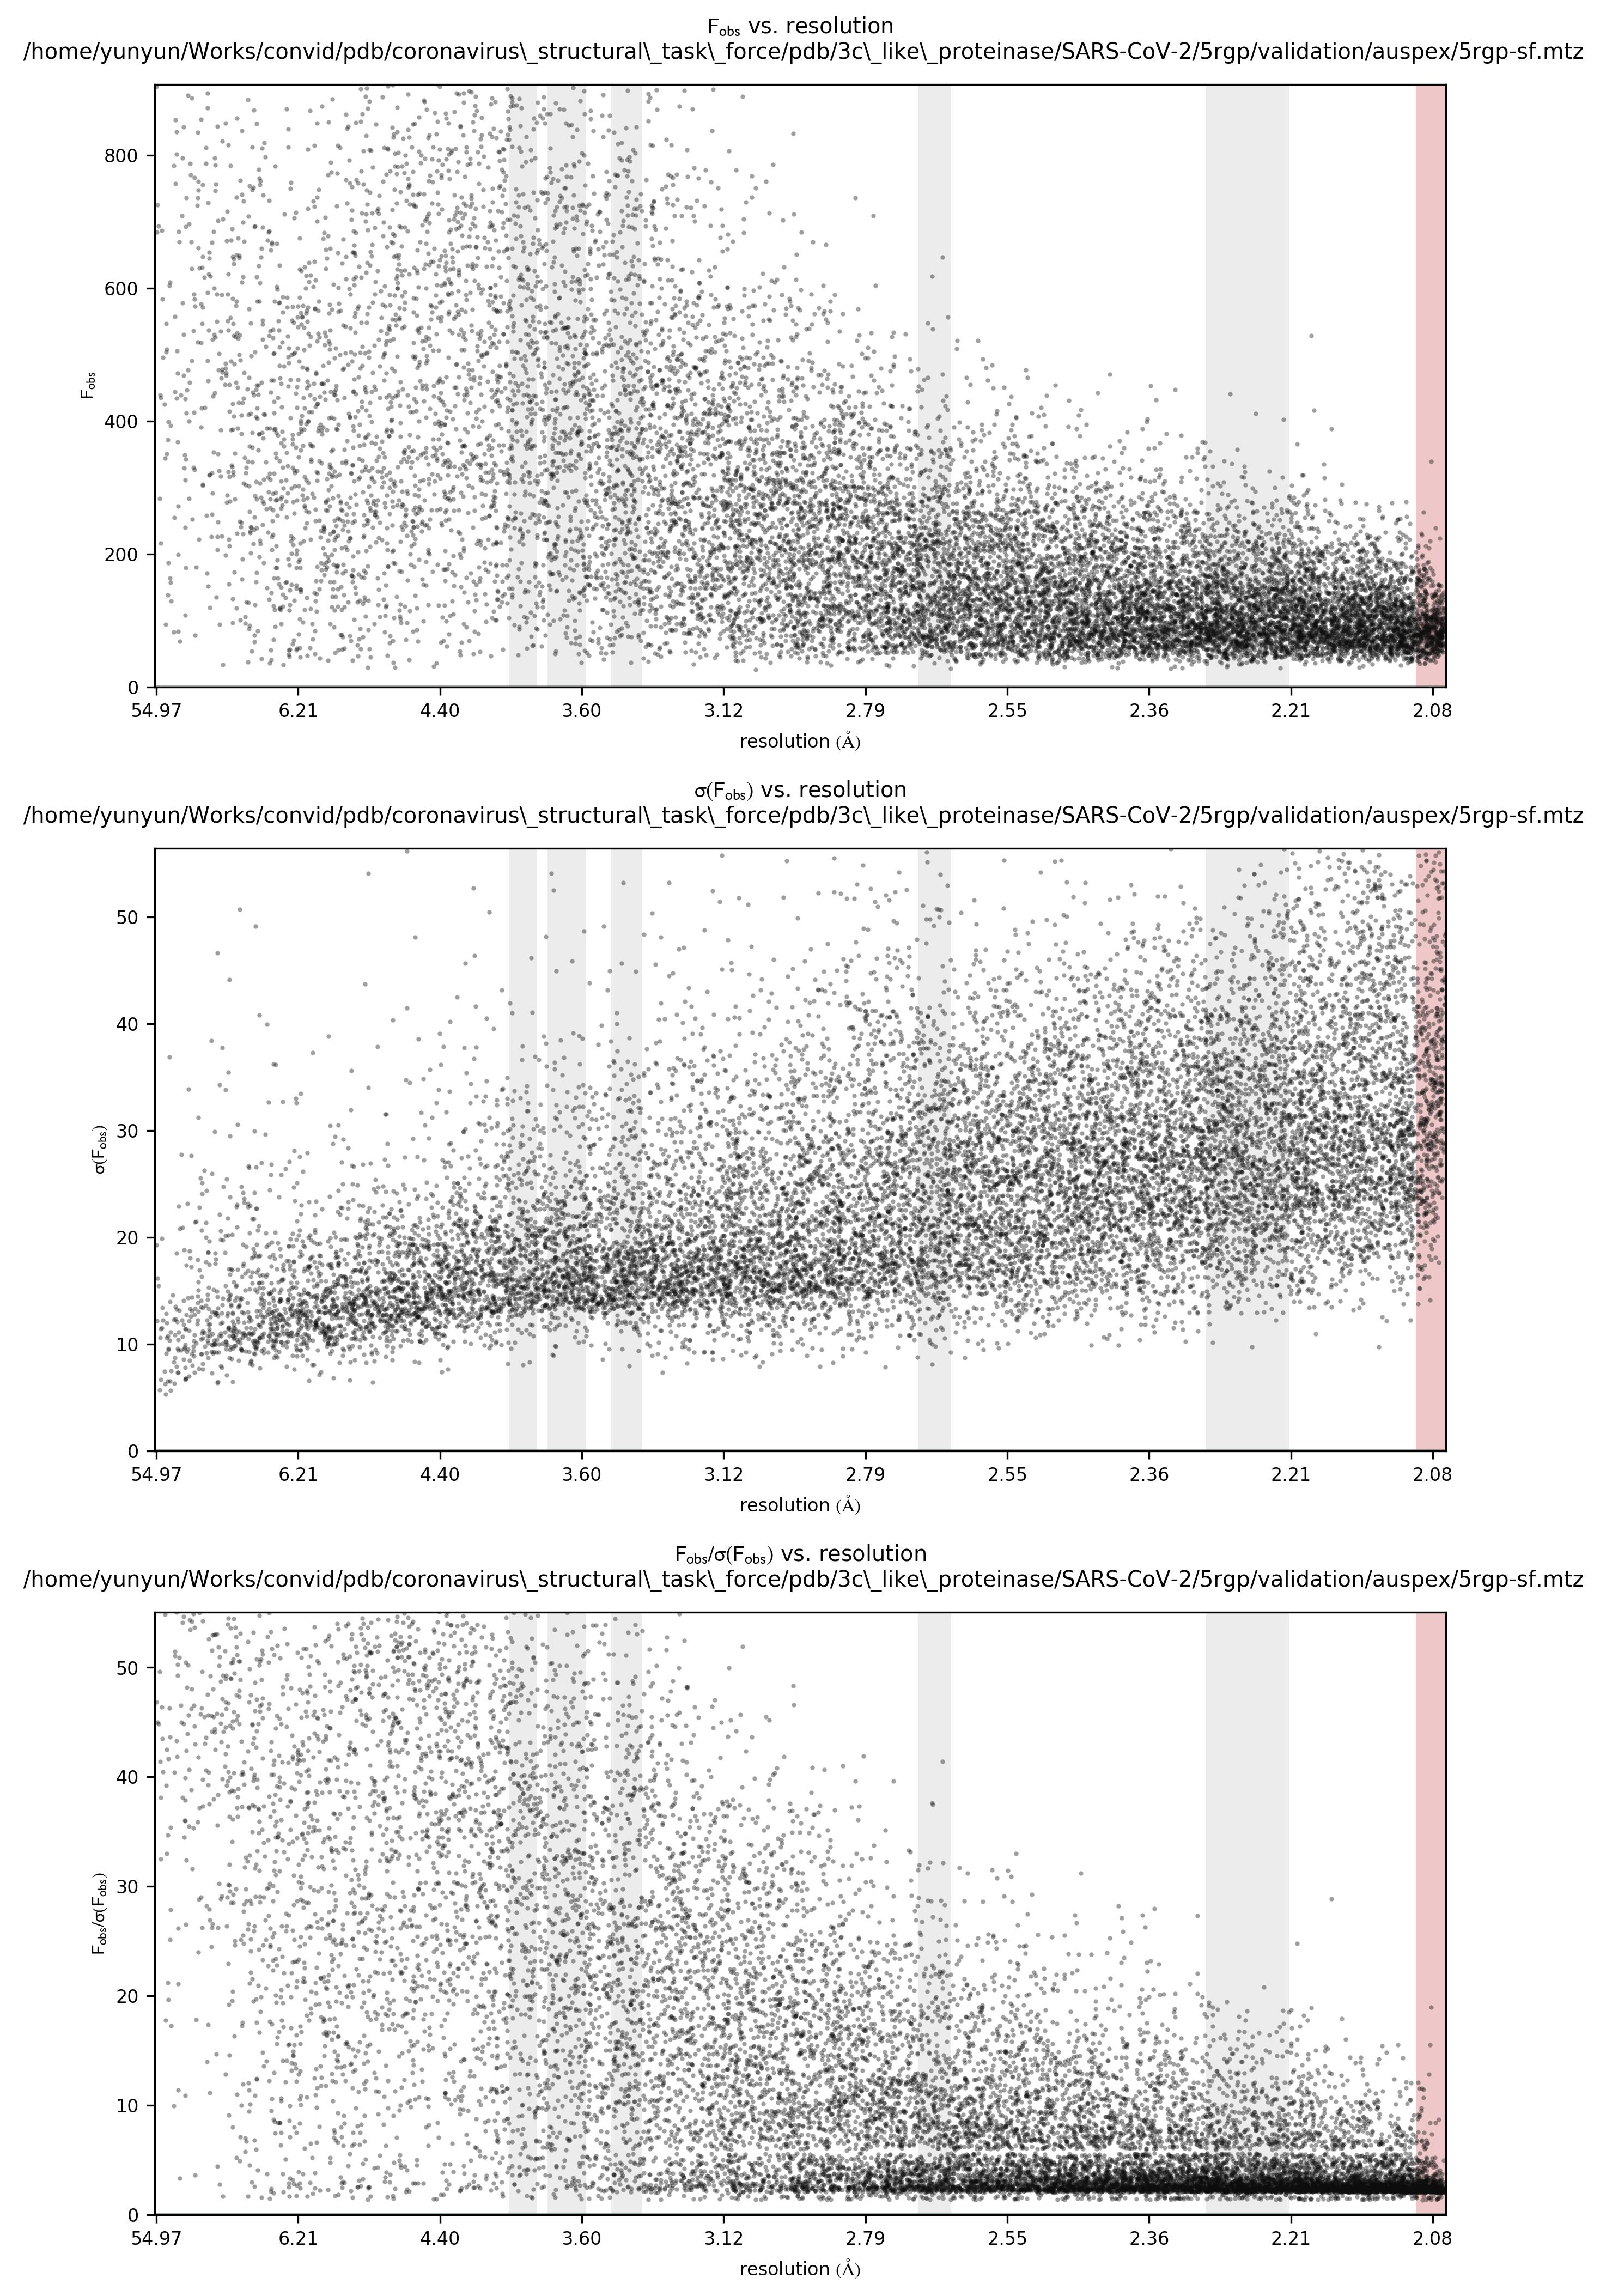 Fobs vs. resolution
/home/yunyun/Works/convid/pdb/coronavirus\_structural\_task\_force/pdb/3c\_like\_proteinase/SARS-CoV-2/5rgp/validation/auspex/5rgp-sf.mtz
800
600
400
200
0
Fobs
54.97 6.21 4.40 3.60 3.12 2.79 2.55 2.36 2.21 2.08
resolution (Å)
σ(Fobs) vs. resolution
/home/yunyun/Works/convid/pdb/coronavirus\_structural\_task\_force/pdb/3c\_like\_proteinase/SARS-CoV-2/5rgp/validation/auspex/5rgp-sf.mtz
50
40
30
20
10
0
σ(Fobs)
54.97 6.21 4.40 3.60 3.12 2.79 2.55 2.36 2.21 2.08
resolution (Å)
Fobs/σ(Fobs) vs. resolution
/home/yunyun/Works/convid/pdb/coronavirus\_structural\_task\_force/pdb/3c\_like\_proteinase/SARS-CoV-2/5rgp/validation/auspex/5rgp-sf.mtz
50
40
30
20
10
0
Fobs/σ(Fobs)
54.97 6.21 4.40 3.60 3.12 2.79 2.55 2.36 2.21 2.08
resolution (Å)